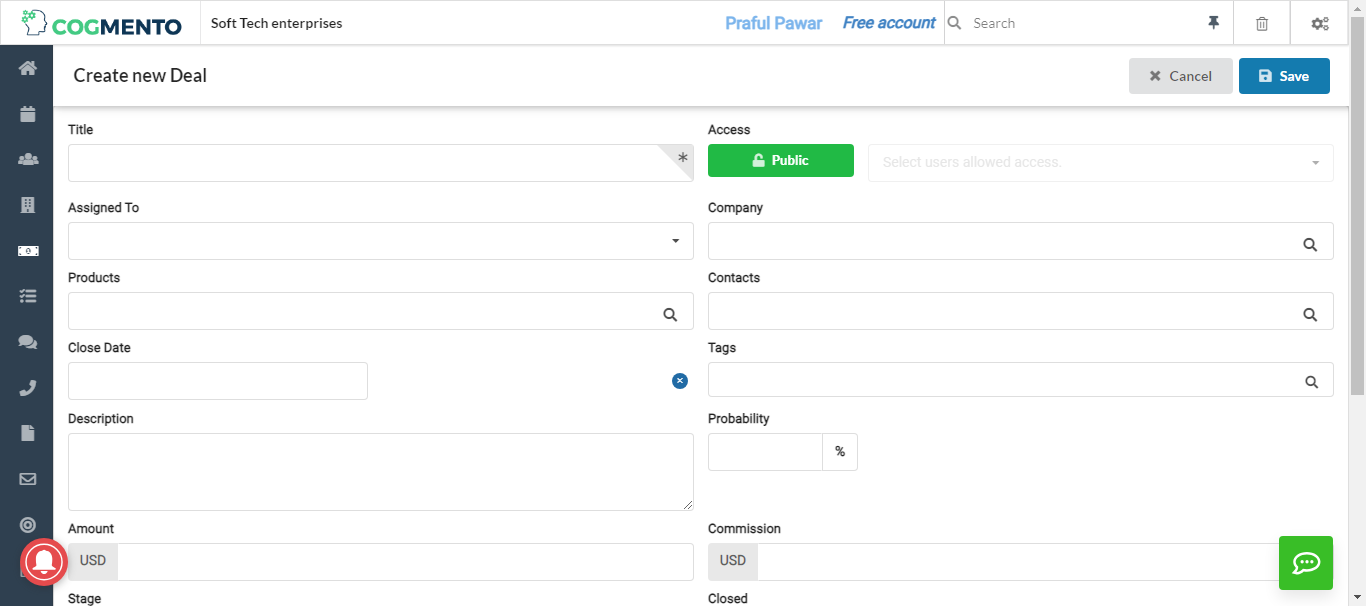 COGMENTO
Soft Tech enterprises
Praful Pawar
Free account
Search
Create new Deal
Cancel
Save
Title
*
Access
Public
Select users allowed access.
Assigned To
Company
Products
Contacts
Close Date
Tags
Description
Probability
%
Amount
USD
Commission
USD
Stage
Closed